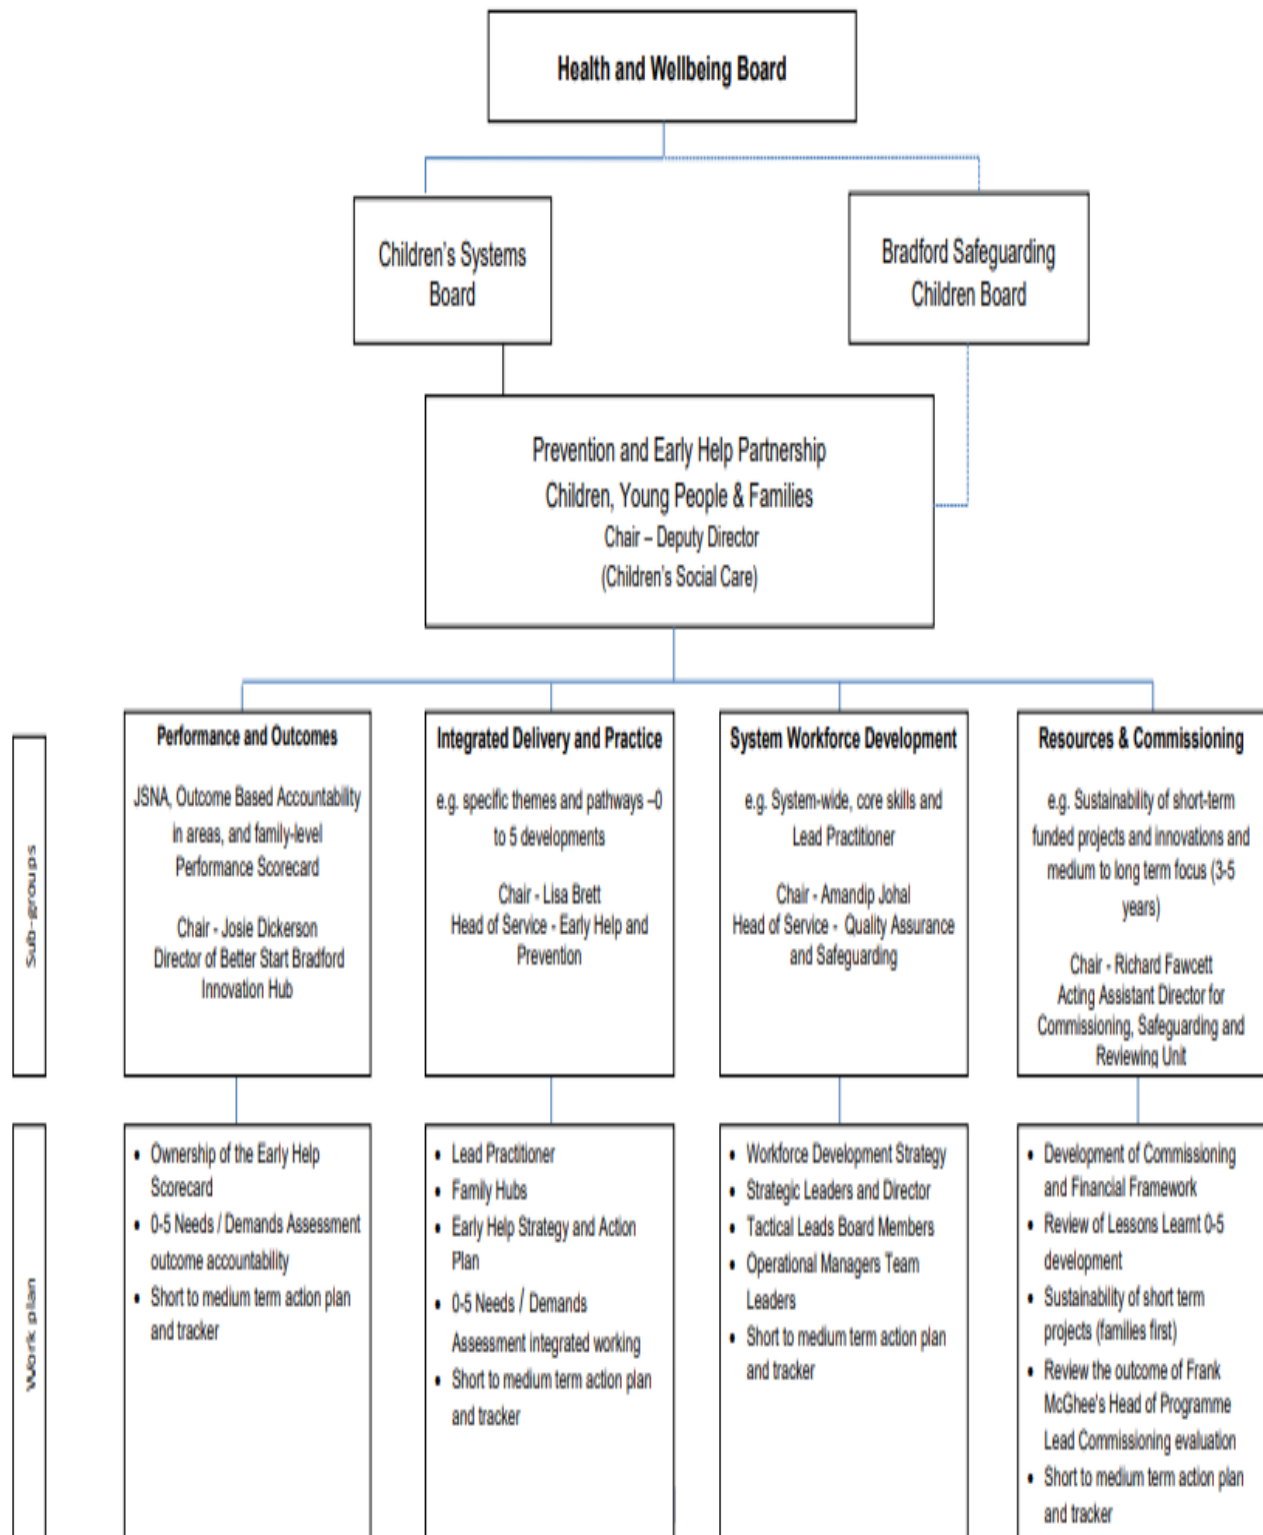 Health and Wellbeing Board
Children's Systems
Board
Bradford Safeguarding
Children Board
Prevention and Early Help Partnership
Children, Young People & Families
Chair – Deputy Director
(Children's Social Care)
Sub-groups
Performance and Outcomes
JSNA, Outcome Based Accountability
in areas, and family-level
Performance Scorecard
Chair - Josie Dickerson
Director of Better Start Bradford
Innovation Hub
Integrated Delivery and Practice
e.g. specific themes and pathways –0
to 5 developments
Chair - Lisa Brett
Head of Service - Early Help and
Prevention
System Workforce Development
e.g. System-wide, core skills and
Lead Practitioner
Chair - Amandip Johal
Head of Service - Quality Assurance
and Safeguarding
Resources & Commissioning
e.g. Sustainability of short-term
funded projects and innovations and
medium to long term focus (3-5
years)
Chair - Richard Fawcett
Acting Assistant Director for
Commissioning, Safeguarding and
Reviewing Unit
Work plan
• Ownership of the Early Help
Scorecard
• 0-5 Needs / Demands Assessment
outcome accountability
• Short to medium term action plan
and tracker
• Lead Practitioner
• Family Hubs
• Early Help Strategy and Action
Plan
• 0-5 Needs / Demands
Assessment integrated working
• Short to medium term action plan
and tracker
• Workforce Development Strategy
• Strategic Leaders and Director
• Tactical Leads Board Members
• Operational Managers Team
Leaders
• Short to medium term action plan
and tracker
• Development of Commissioning
and Financial Framework
• Review of Lessons Learnt 0-5
development
• Sustainability of short term
projects (families first)
• Review the outcome of Frank
McGhee's Head of Programme
Lead Commissioning evaluation
• Short to medium term action plan
and tracker